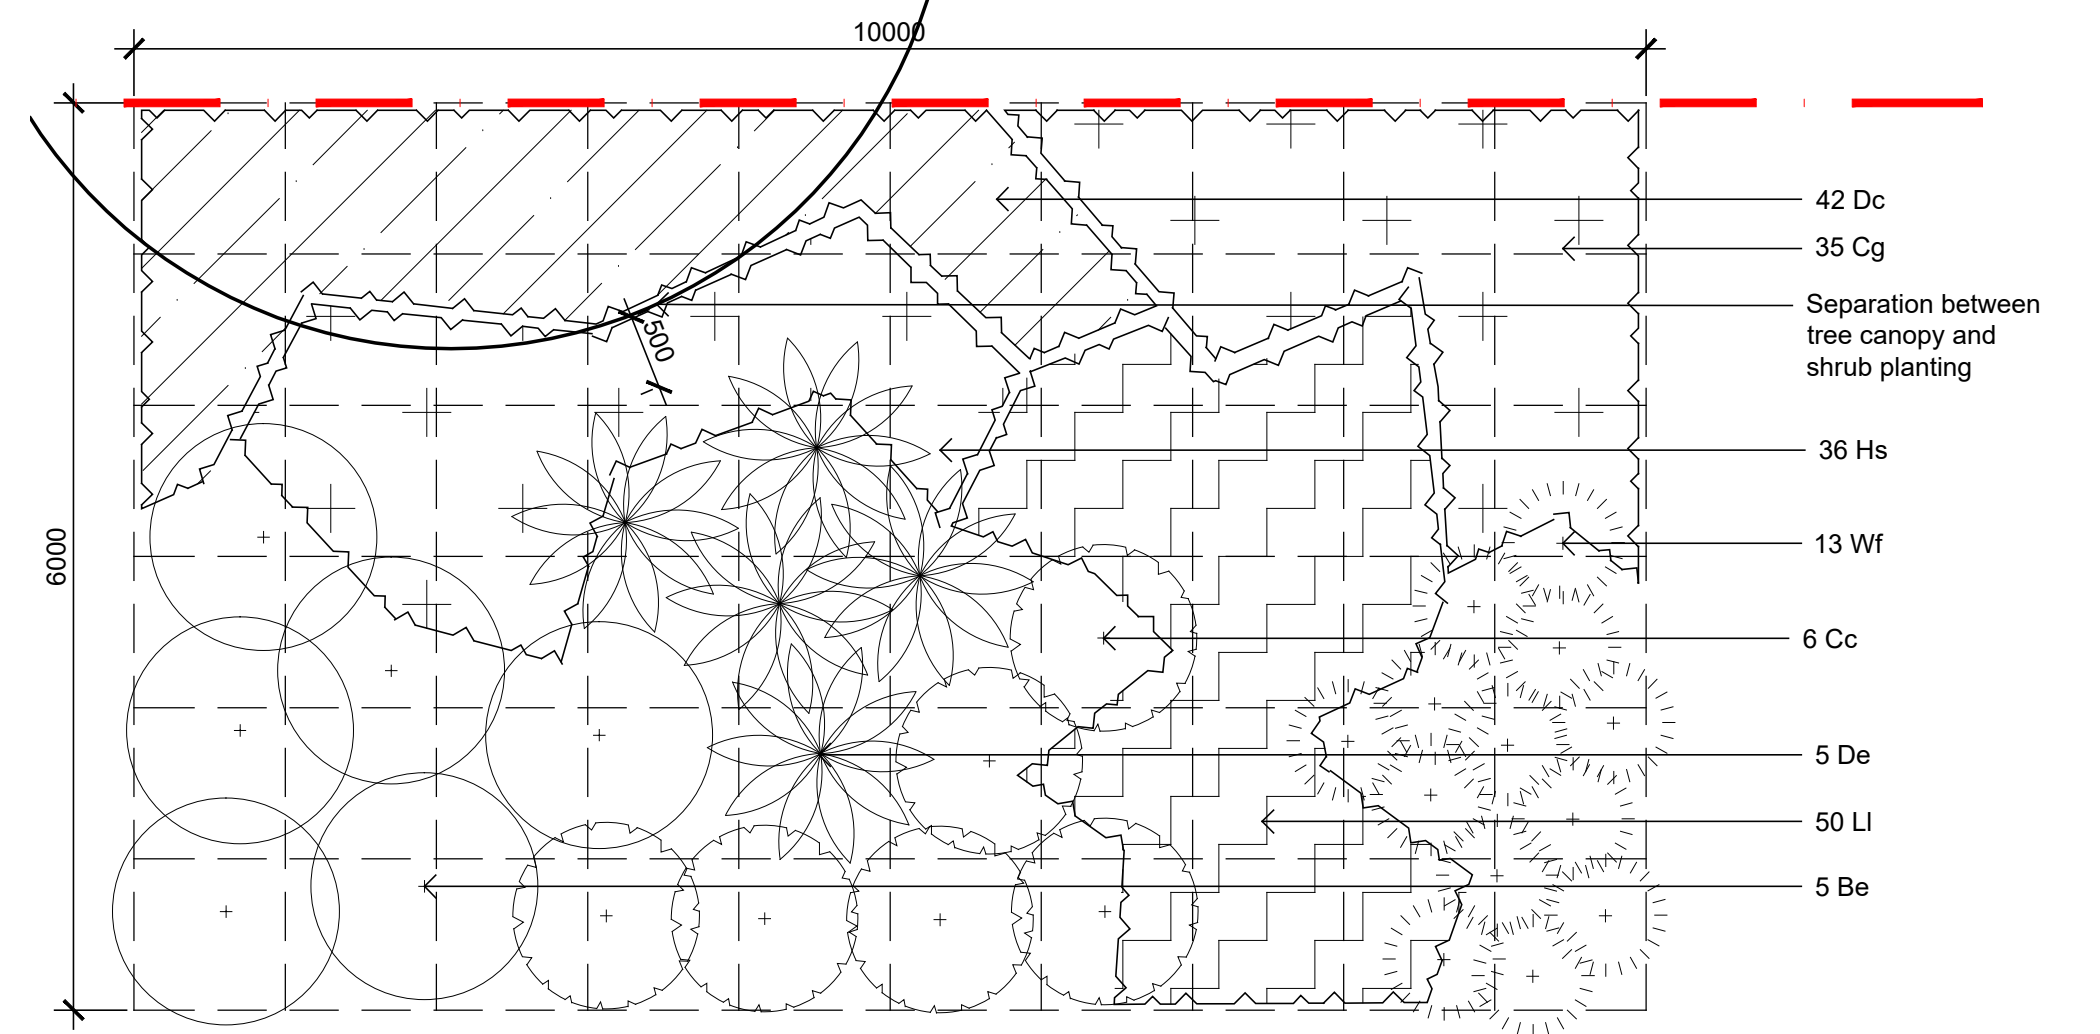 10000
42 Dc
35 Cg
Separation between
tree canopy and
shrub planting
500
36 Hs
13 Wf
6000
6 Cc
5 De
50 Ll
5 Be